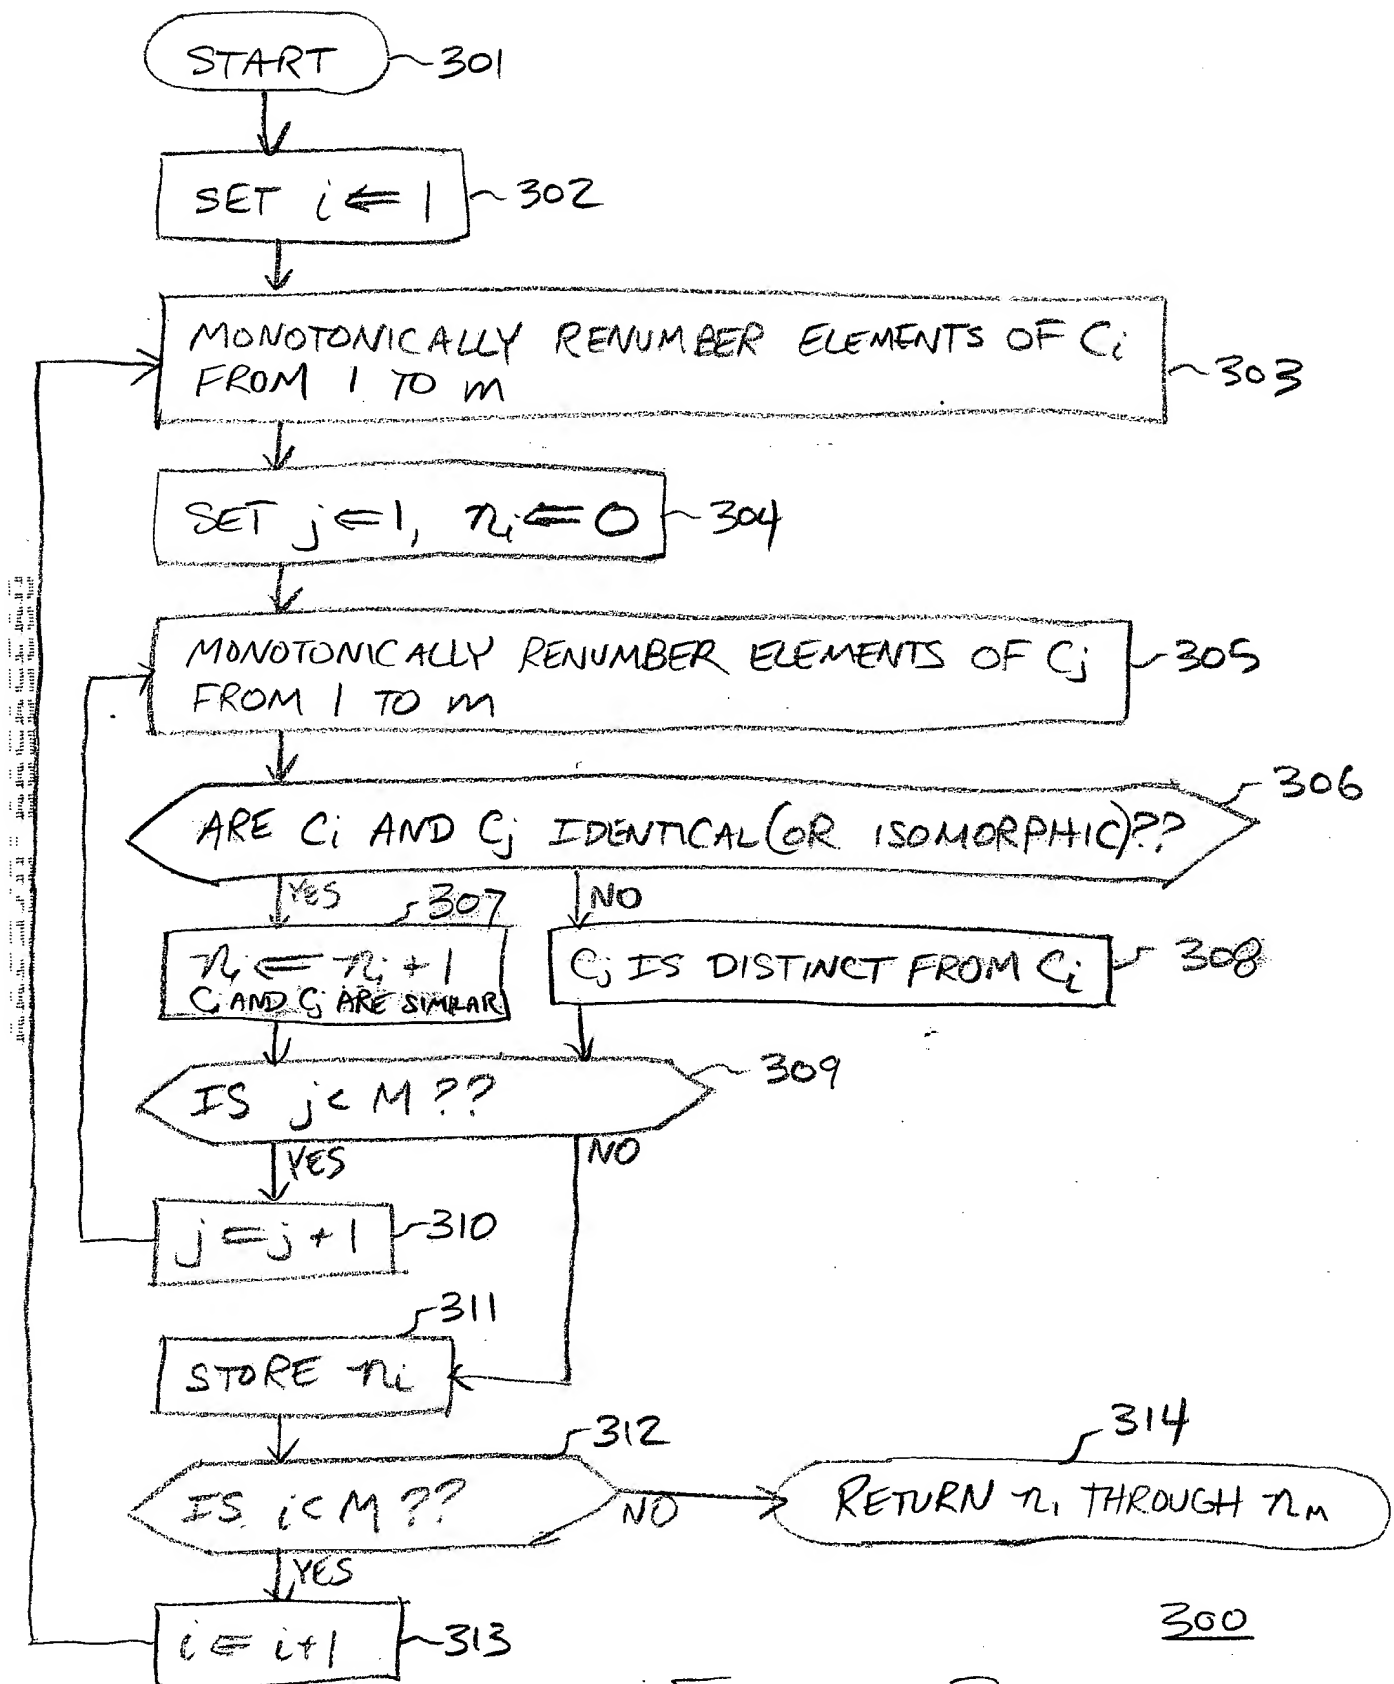 START 301
SET i ⇐ 1 302
MONOTONICALLY RENUMBER ELEMENTS OF Ci
FROM 1 TO m
303
SET j ⇐ 1, ni ⇐ 0 304
MONOTONICALLY RENUMBER ELEMENTS OF Cj
FROM 1 TO m
305
306
ARE Ci AND Cj IDENTICAL (OR ISOMORPHIC)??
YES
NO
307
ni ⇐ ni + 1
Ci AND Cj ARE SIMILAR
Cj IS DISTINCT FROM Ci
308
309
IS j < M ??
YES
NO
j ⇐ j + 1 310
311
STORE ni
312
IS i < M ??
NO
YES
314
RETURN n1 THROUGH nM
i ⇐ i+1 313
300